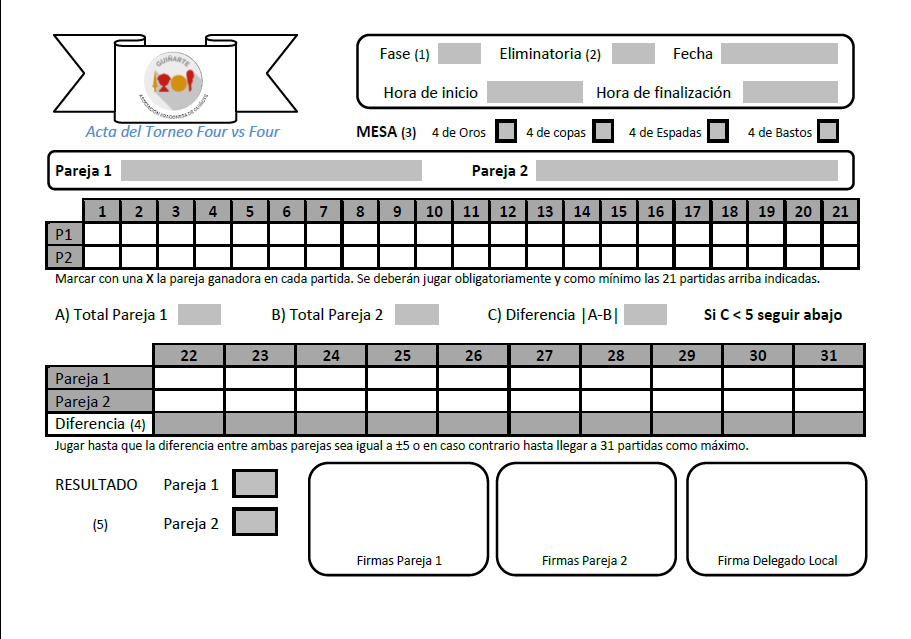 GUIÑARTE
ASOCIACIÓN ARAGONESA DE GUIÑOTE
Acta del Torneo Four vs Four
Fase (1) Eliminatoria (2) Fecha
Hora de inicio Hora de finalización
MESA (3) 4 de Oros 4 de copas 4 de Espadas 4 de Bastos
Pareja 1 Pareja 2
1 2 3 4 5 6 7 8 9 10 11 12 13 14 15 16 17 18 19 20 21
P1
P2
Marcar con una X la pareja ganadora en cada partida. Se deberán jugar obligatoriamente y como mínimo las 21 partidas arriba indicadas.
A) Total Pareja 1 B) Total Pareja 2 C) Diferencia |A-B| Si C < 5 seguir abajo
22 23 24 25 26 27 28 29 30 31
Pareja 1
Pareja 2
Diferencia (4)
Jugar hasta que la diferencia entre ambas parejas sea igual a ±5 o en caso contrario hasta llegar a 31 partidas como máximo.
RESULTADO Pareja 1
(5) Pareja 2
Firmas Pareja 1 Firmas Pareja 2 Firma Delegado Local